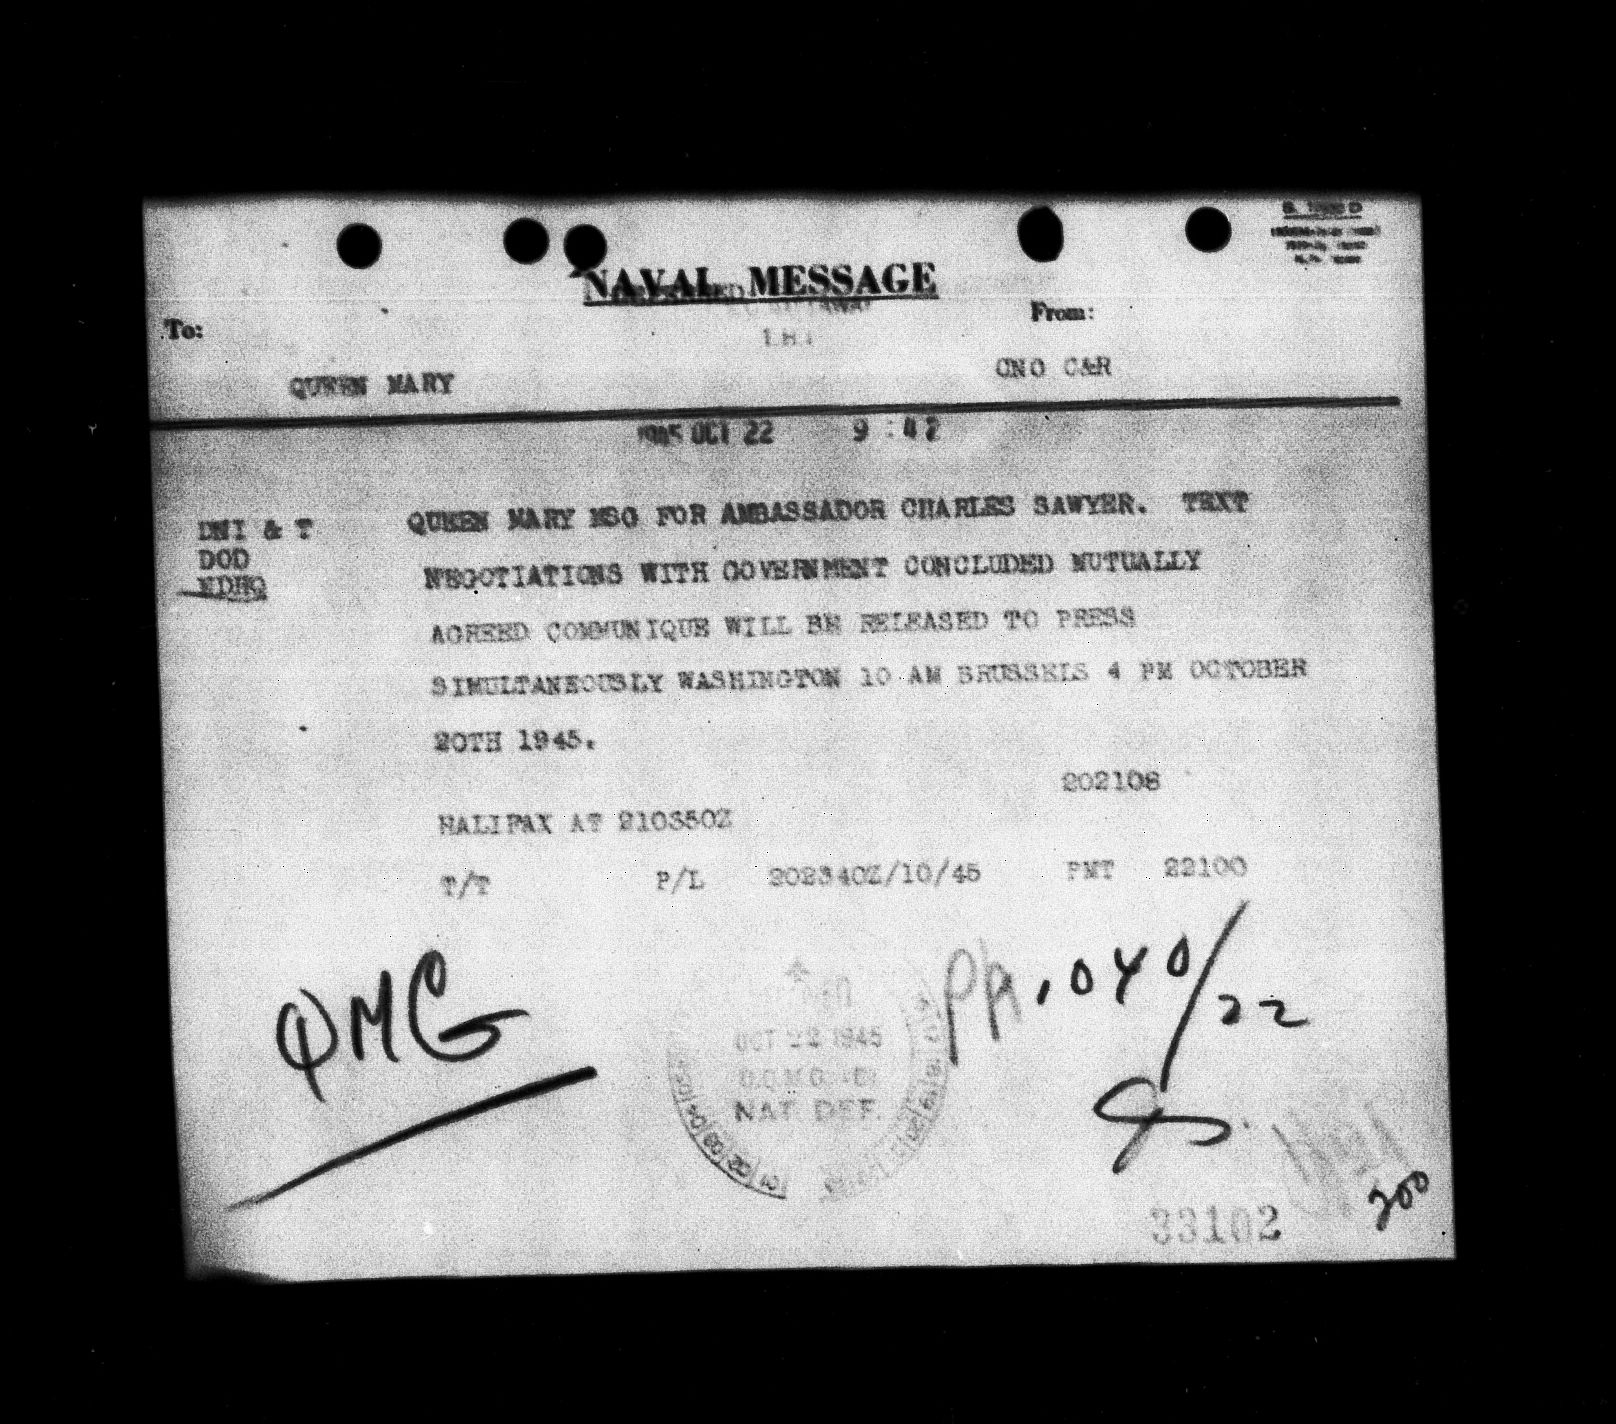 NAVAL MESSAGE
To:
From:
QUEEN MARY
CNO C&R
1945 OCT 22 9:42
DNI & T
DOD
NDHQ
QUEEN MARY MSG FOR AMBASSADOR CHARLES SAWYER. TEXT
NEGOTIATIONS WITH GOVERNMENT CONCLUDED MUTUALLY
AGREED COMMUNIQUE WILL BE RELEASED TO PRESS
SIMULTANEOUSLY WASHINGTON 10 AM BRUSSELS 4 PM OCTOBER
20TH 1945.
202108
HALIFAX AT 210350Z
T/T P/L 202340Z/10/45 PMT 22100
QMG
PA, 040/22
OCT 22 1945
NAT. DEF.
33102
200